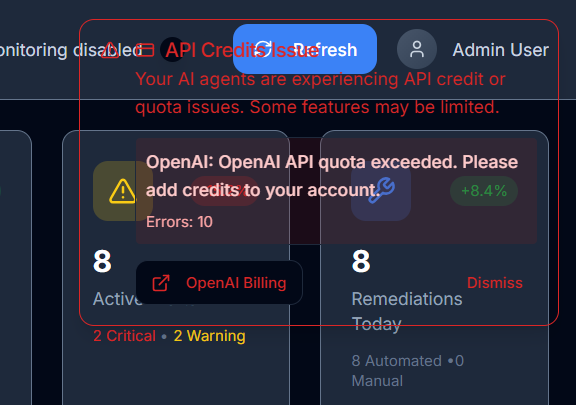 onitoring disabled
API Credits Issue
Refresh
Admin User
Your AI agents are experiencing API credit or
quota issues. Some features may be limited.
OpenAI: OpenAI API quota exceeded. Please
add credits to your account.
+8.4%
Errors: 10
8
8
OpenAI Billing
Dismiss
Active
Remediations
Today
2 Critical • 2 Warning
8 Automated •0
Manual